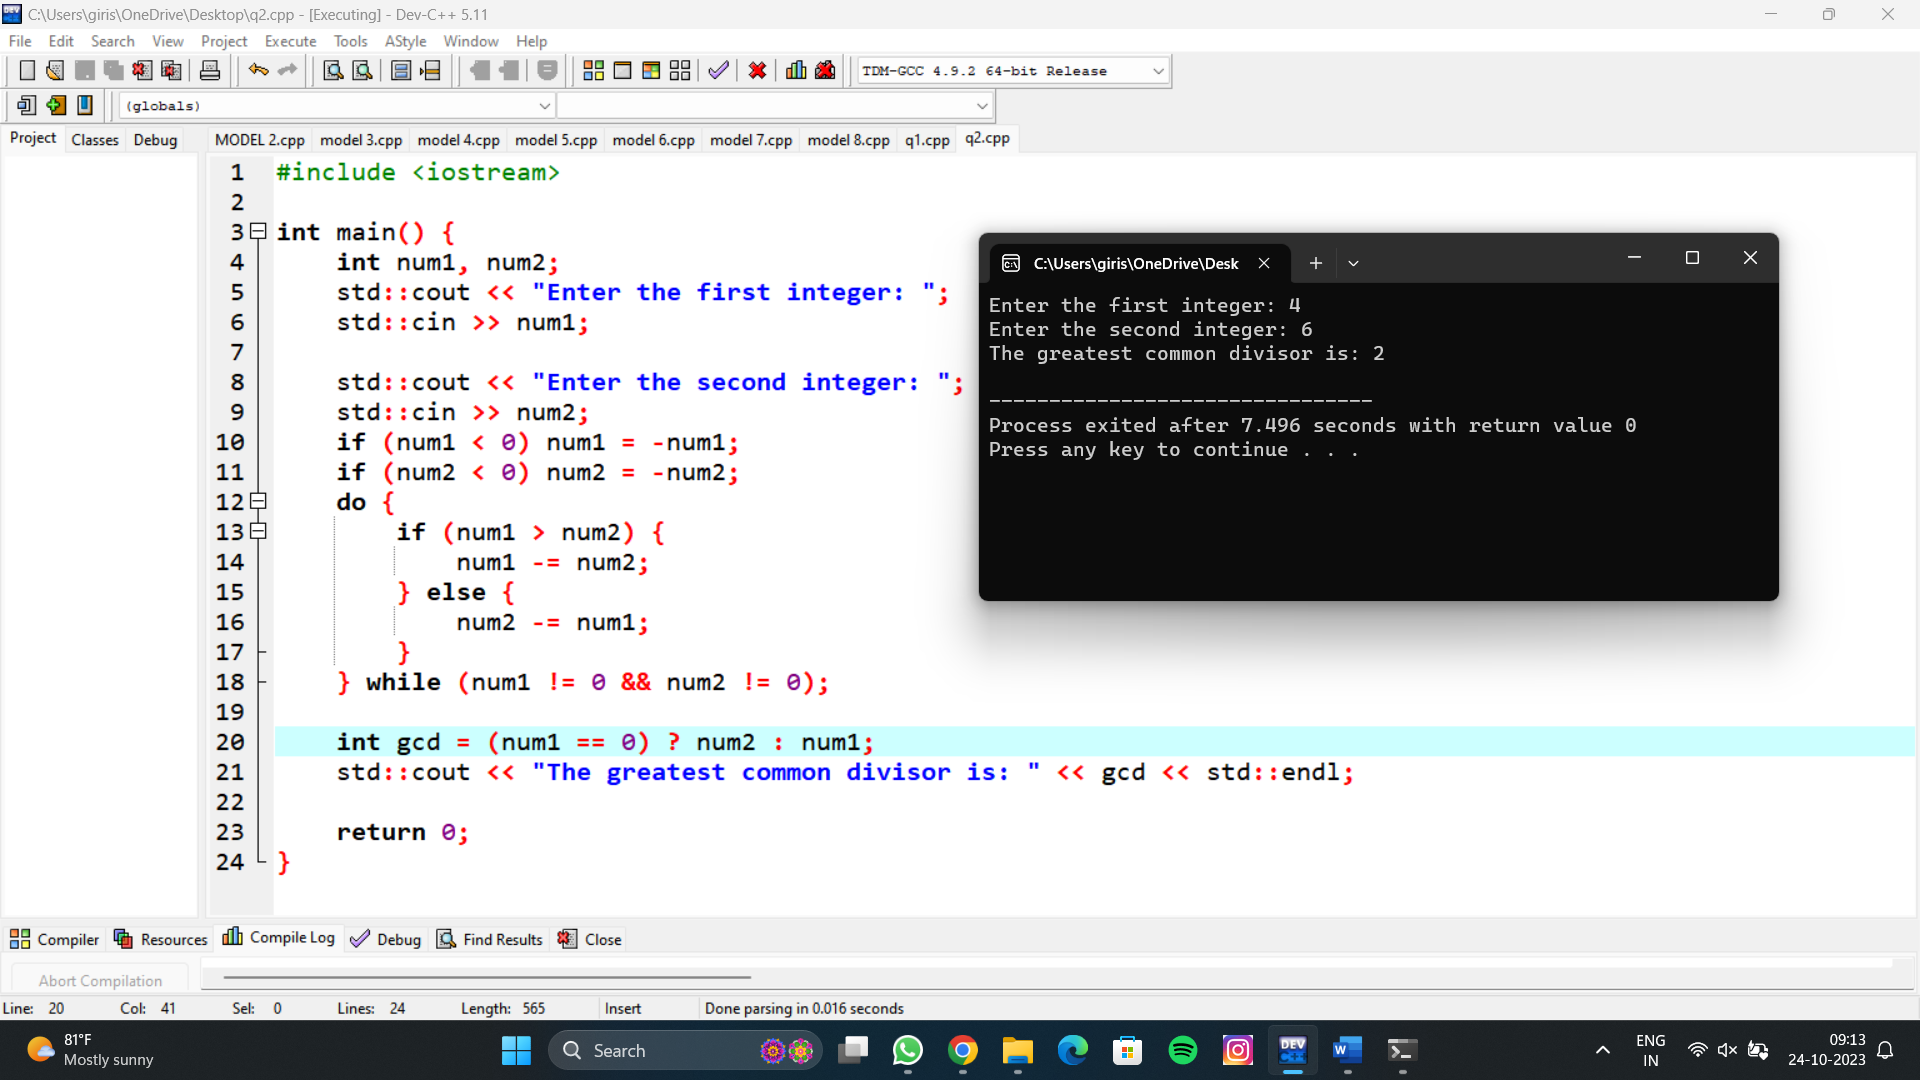 C:\Users\giris\OneDrive\Desktop\q2.cpp - [Executing] - Dev-C++ 5.11
File Edit Search View Project Execute Tools AStyle Window Help
TDM-GCC 4.9.2 64-bit Release
(globals)
Project Classes Debug MODEL 2.cpp model 3.cpp model 4.cpp model 5.cpp model 6.cpp model 7.cpp model 8.cpp q1.cpp q2.cpp
1 #include <iostream>
2
3 int main() {
4 int num1, num2;
5 std::cout << "Enter the first integer: ";
6 std::cin >> num1;
7
8 std::cout << "Enter the second integer: ";
9 std::cin >> num2;
10 if (num1 < 0) num1 = -num1;
11 if (num2 < 0) num2 = -num2;
12 do {
13 if (num1 > num2) {
14 num1 -= num2;
15 } else {
16 num2 -= num1;
17 }
18 } while (num1 != 0 && num2 != 0);
19
20 int gcd = (num1 == 0) ? num2 : num1;
21 std::cout << "The greatest common divisor is: " << gcd << std::endl;
22
23 return 0;
24 }
C:\Users\giris\OneDrive\Desk
Enter the first integer: 4
Enter the second integer: 6
The greatest common divisor is: 2
--------------------------------
Process exited after 7.496 seconds with return value 0
Press any key to continue . . .
Compiler Resources Compile Log Debug Find Results Close
Abort Compilation
Line: 20 Col: 41 Sel: 0 Lines: 24 Length: 565 Insert Done parsing in 0.016 seconds
81°F
Mostly sunny
Search
DEV
C++
W
ENG
IN
09:13
24-10-2023